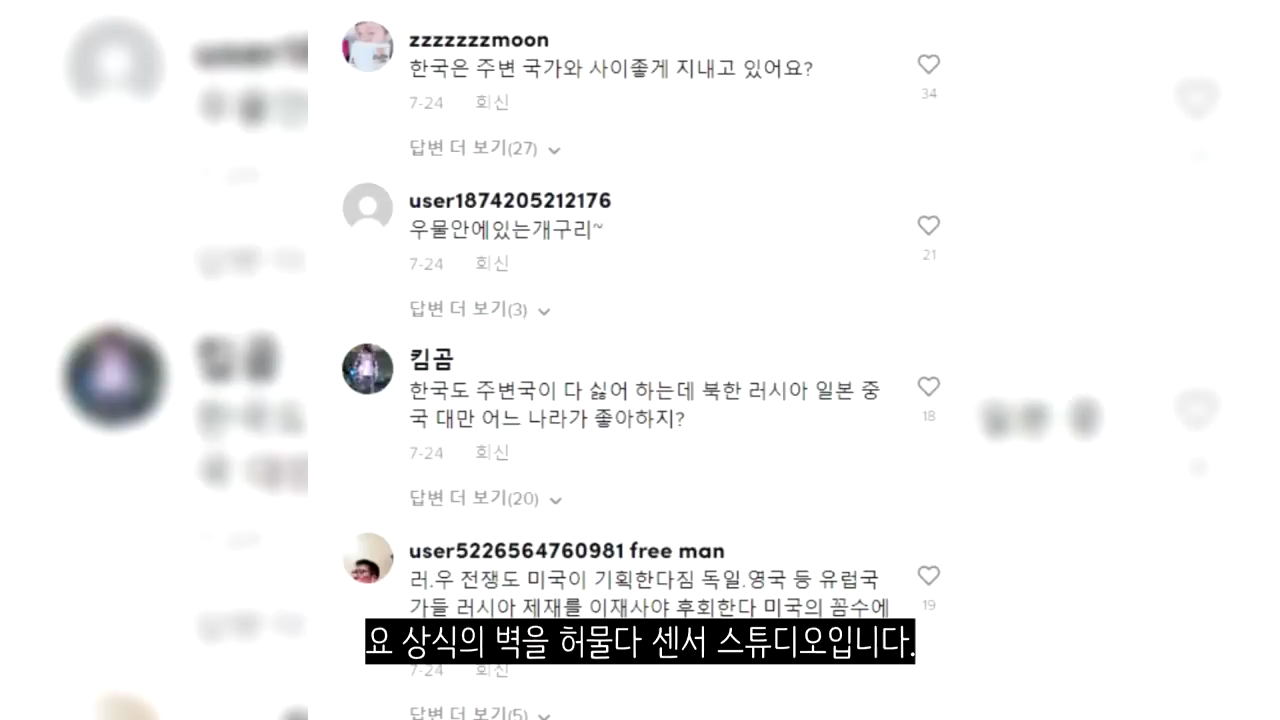 zzzzzzzmoon
한국은 주변 국가와 사이좋게 지내고 있어요?
34
7-24 회신
답변 더 보기(27)
user1874205212176
우물안에있는개구리~
21
7-24 회신
답변 더 보기(3)
킴곰
한국도 주변국이 다 싫어 하는데 북한 러시아 일본 중
국 대만 어느 나라가 좋아하지?
18
7-24 회신
답변 더 보기(20)
user5226564760981 free man
러.우 전쟁도 미국이 기획한다짐 독일.영국 등 유럽국
가들 러시아 제재를 이재사야 후회한다 미국의 꼼수에
19
요 상식의 벽을 허물다 센서 스튜디오입니다.
7-24 회신
답변 더 보기(5)